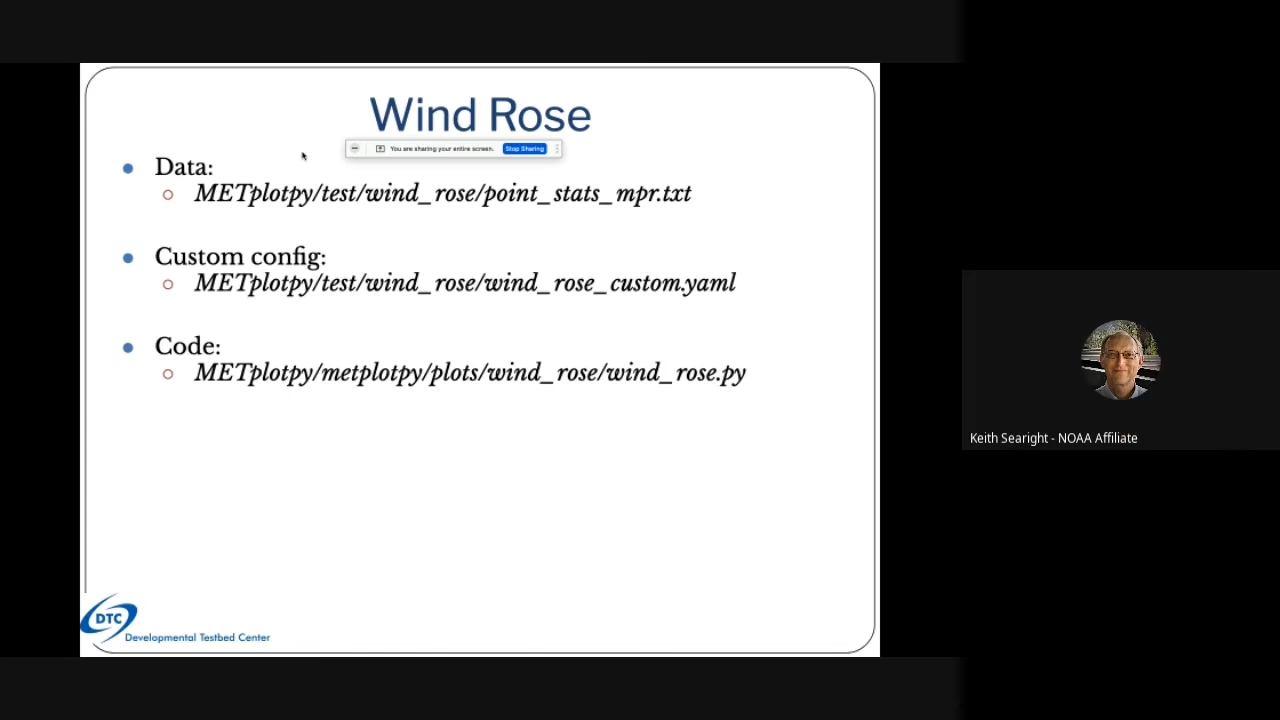 Wind Rose
You are sharing your entire screen.
Stop Sharing
Data:
METplotpy/test/wind_rose/point_stats_mpr.txt
Custom config:
METplotpy/test/wind_rose/wind_rose_custom.yaml
Code:
METplotpy/metplotpy/plots/wind_rose/wind_rose.py
Keith Searight - NOAA Affiliate
DTC
Developmental Testbed Center